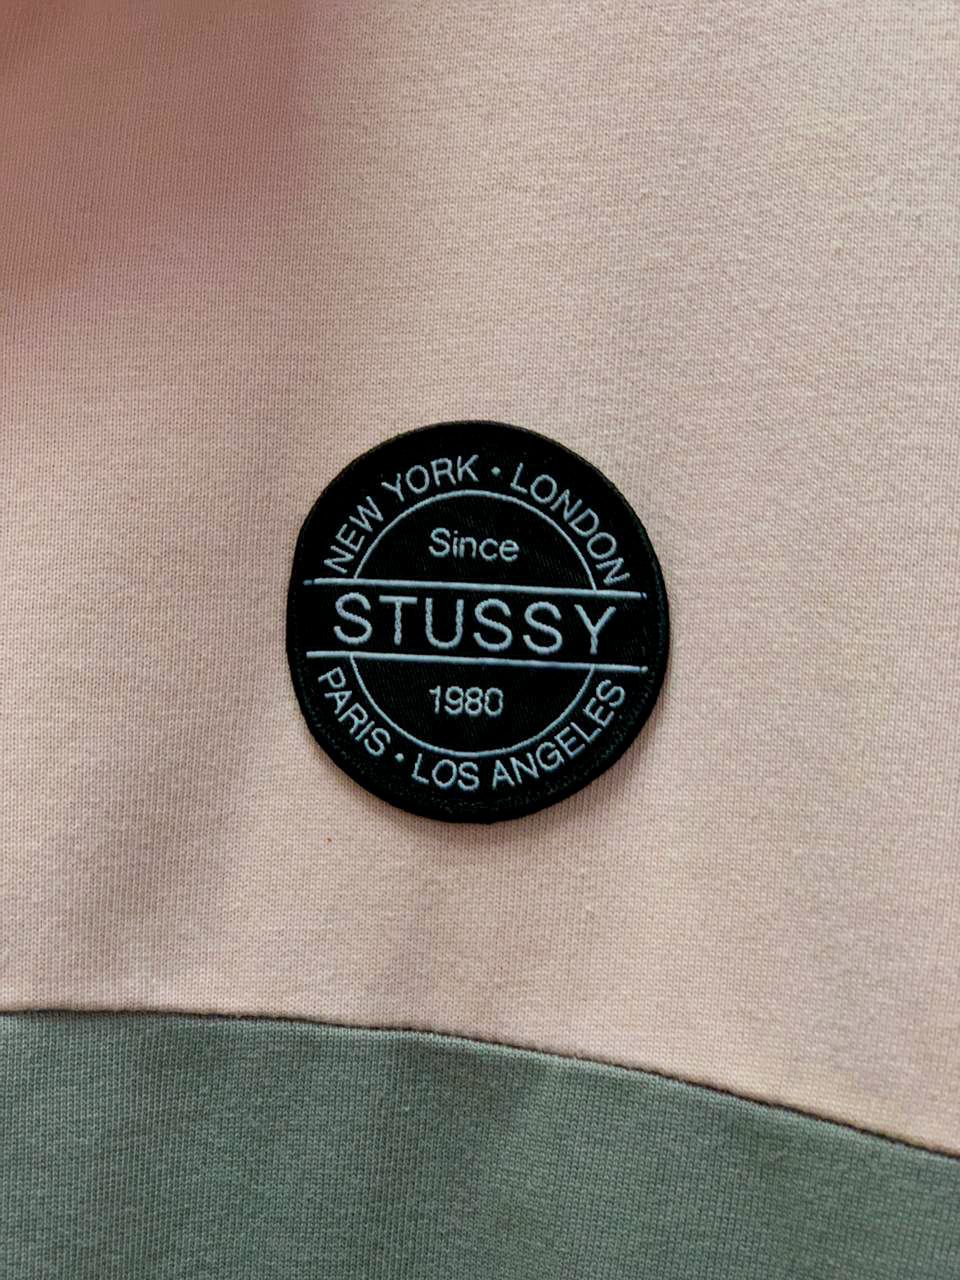 NEW YORK • LONDON
Since
STUSSY
1980
PARIS • LOS ANGELES